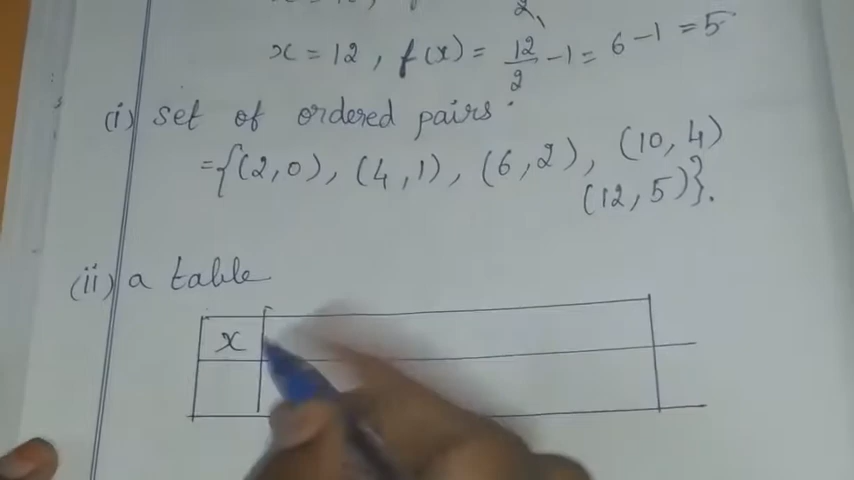 x = 12 , f(x) = 12/2 - 1 = 6 - 1 = 5
(i) set of ordered pairs
= {(2,0), (4,1), (6,2), (10,4)
(12,5)}.
(ii) a table
x